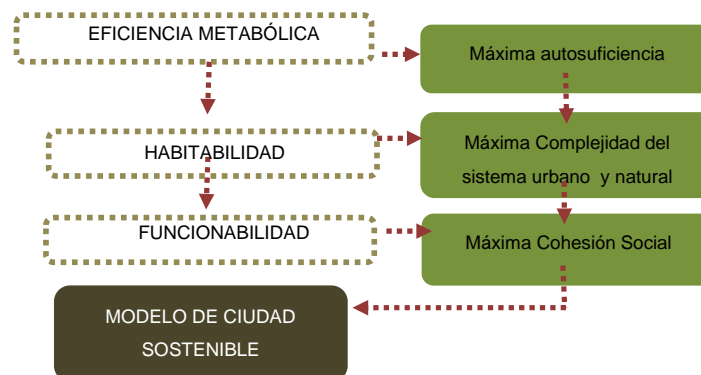 EFICIENCIA METABÓLICA
Máxima autosuficiencia
HABITABILIDAD
Máxima Complejidad del
sistema urbano y natural
FUNCIONABILIDAD
Máxima Cohesión Social
MODELO DE CIUDAD
SOSTENIBLE